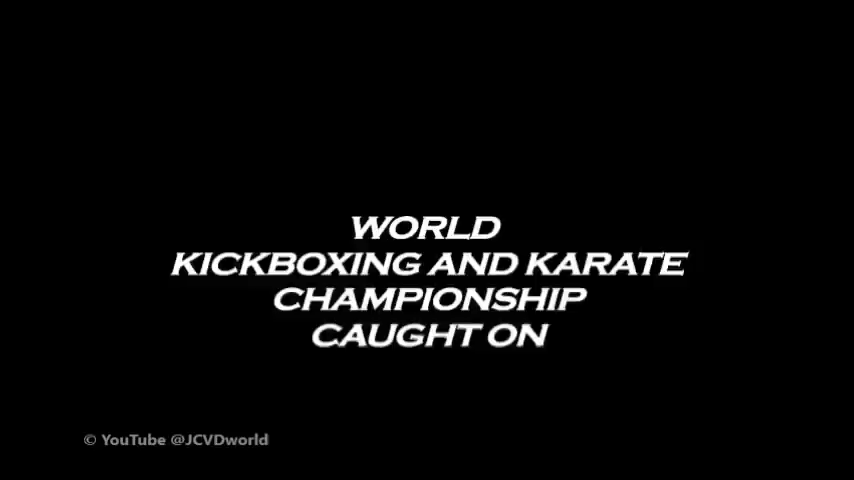 WORLD
KICKBOXING AND KARATE
CHAMPIONSHIP
CAUGHT ON
© YouTube @JCVDworld